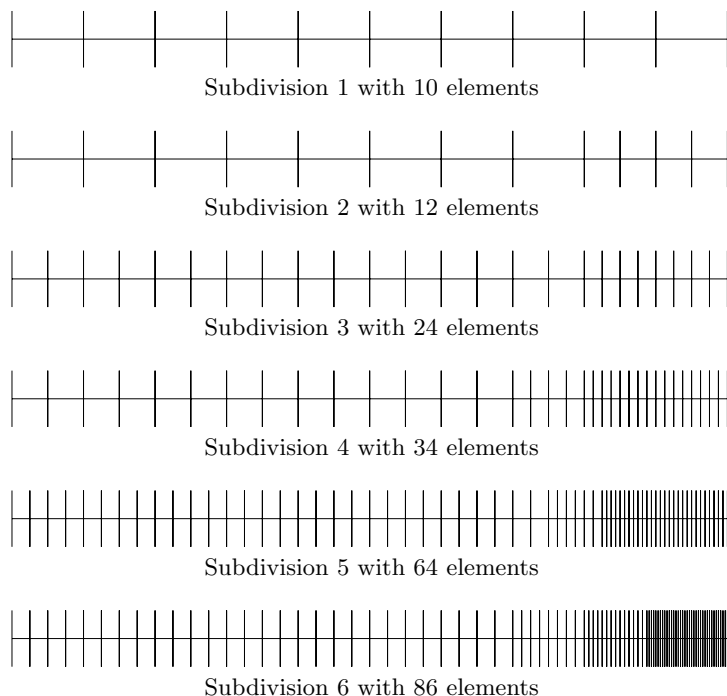 Subdivision 1 with 10 elements
Subdivision 2 with 12 elements
Subdivision 3 with 24 elements
Subdivision 4 with 34 elements
Subdivision 5 with 64 elements
Subdivision 6 with 86 elements